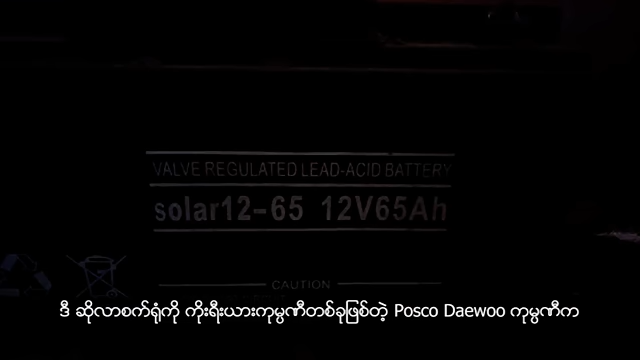 VALVE REGULATED LEAD-ACID BATTERY
solar12-65 12V65Ah
CAUTION
ဒီ ဆိုလာစက်ရုံကို ကိုးရီးယားကုမ္ပဏီတစ်ခုဖြစ်တဲ့ Posco Daewoo ကုမ္ပဏီက